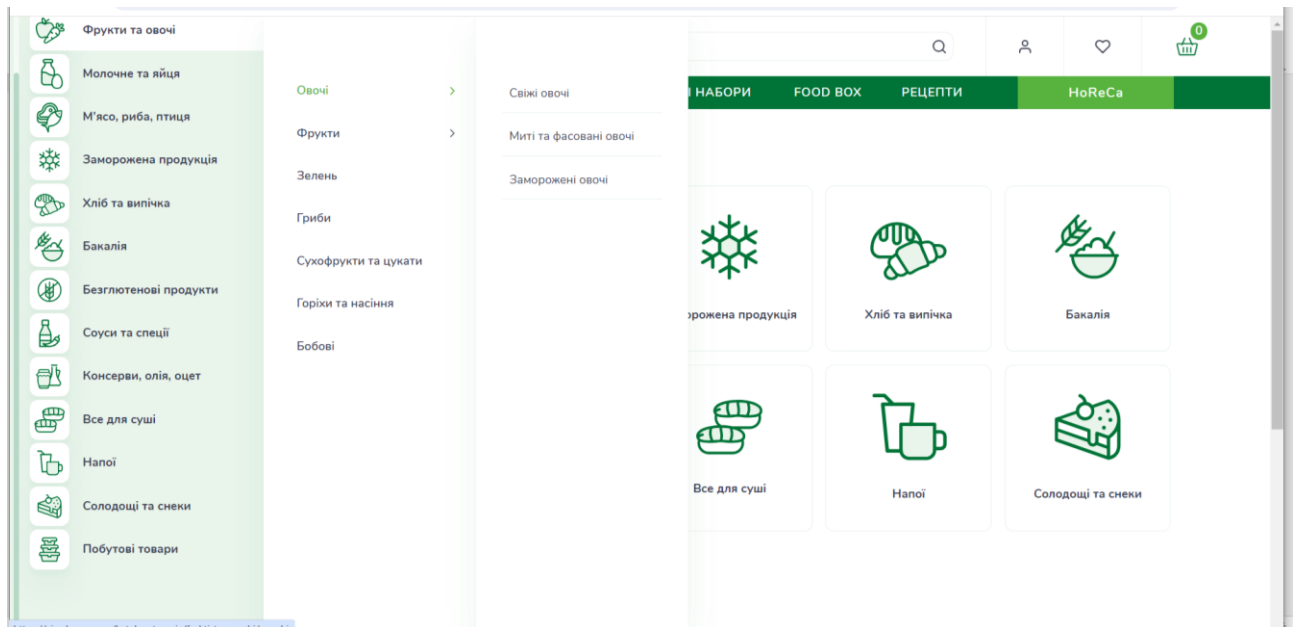 Фрукти та овочі
Молочне та яйця
М'ясо, риба, птиця
Заморожена продукція
Хліб та випічка
Бакалія
Безглютенові продукти
Соуси та спеції
Консерви, олія, оцет
Все для суші
Напої
Солодощі та снеки
Побутові товари
Овочі
Фрукти
Зелень
Гриби
Сухофрукти та цукати
Горіхи та насіння
Бобові
Свіжі овочі
Миті та фасовані овочі
Заморожені овочі
0
НАБОРИ FOOD BOX РЕЦЕПТИ HoReCa
орожена продукція Хліб та випічка Бакалія
Все для суші Напої Солодощі та снеки